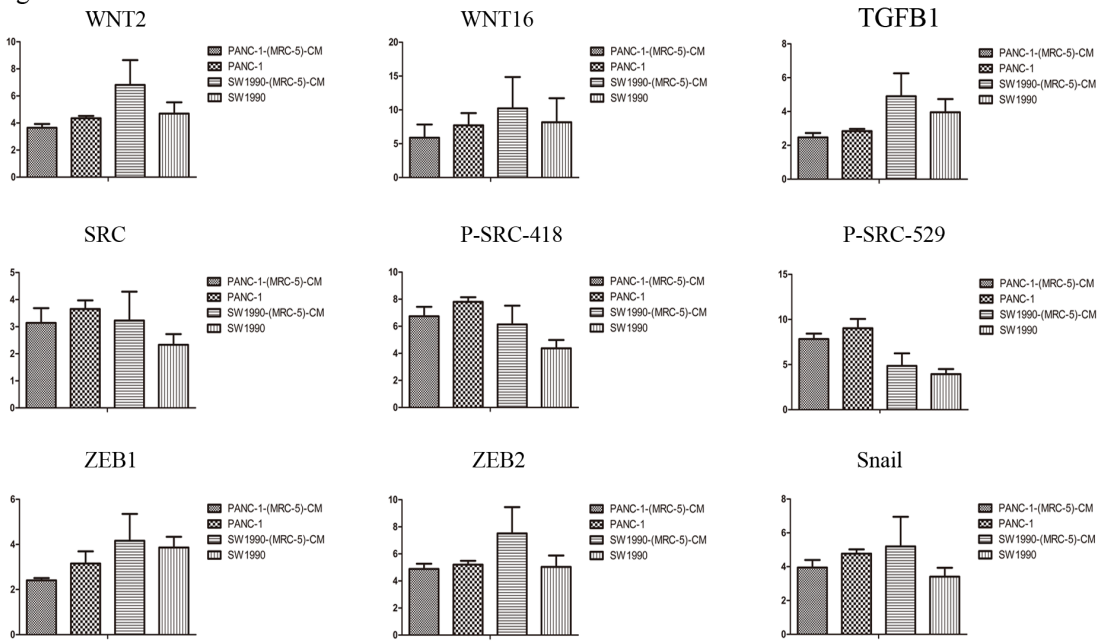 WNT2
10
8
6
4
2
0
PANC-1-(MRC-5)-CM
PANC-1
SW1990-(MRC-5)-CM
SW1990
WNT16
20
15
10
5
0
PANC-1-(MRC-5)-CM
PANC-1
SW1990-(MRC-5)-CM
SW1990
TGFB1
8
6
4
2
0
PANC-1-(MRC-5)-CM
PANC-1
SW1990-(MRC-5)-CM
SW1990
SRC
5
4
3
2
1
0
PANC-1-(MRC-5)-CM
PANC-1
SW1990-(MRC-5)-CM
SW1990
P-SRC-418
10
8
6
4
2
0
PANC-1-(MRC-5)-CM
PANC-1
SW1990-(MRC-5)-CM
SW1990
P-SRC-529
15
10
5
0
PANC-1-(MRC-5)-CM
PANC-1
SW1990-(MRC-5)-CM
SW1990
ZEB1
6
4
2
0
PANC-1-(MRC-5)-CM
PANC-1
SW1990-(MRC-5)-CM
SW1990
ZEB2
10
8
6
4
2
0
PANC-1-(MRC-5)-CM
PANC-1
SW1990-(MRC-5)-CM
SW1990
Snail
8
6
4
2
0
PANC-1-(MRC-5)-CM
PANC-1
SW1990-(MRC-5)-CM
SW1990